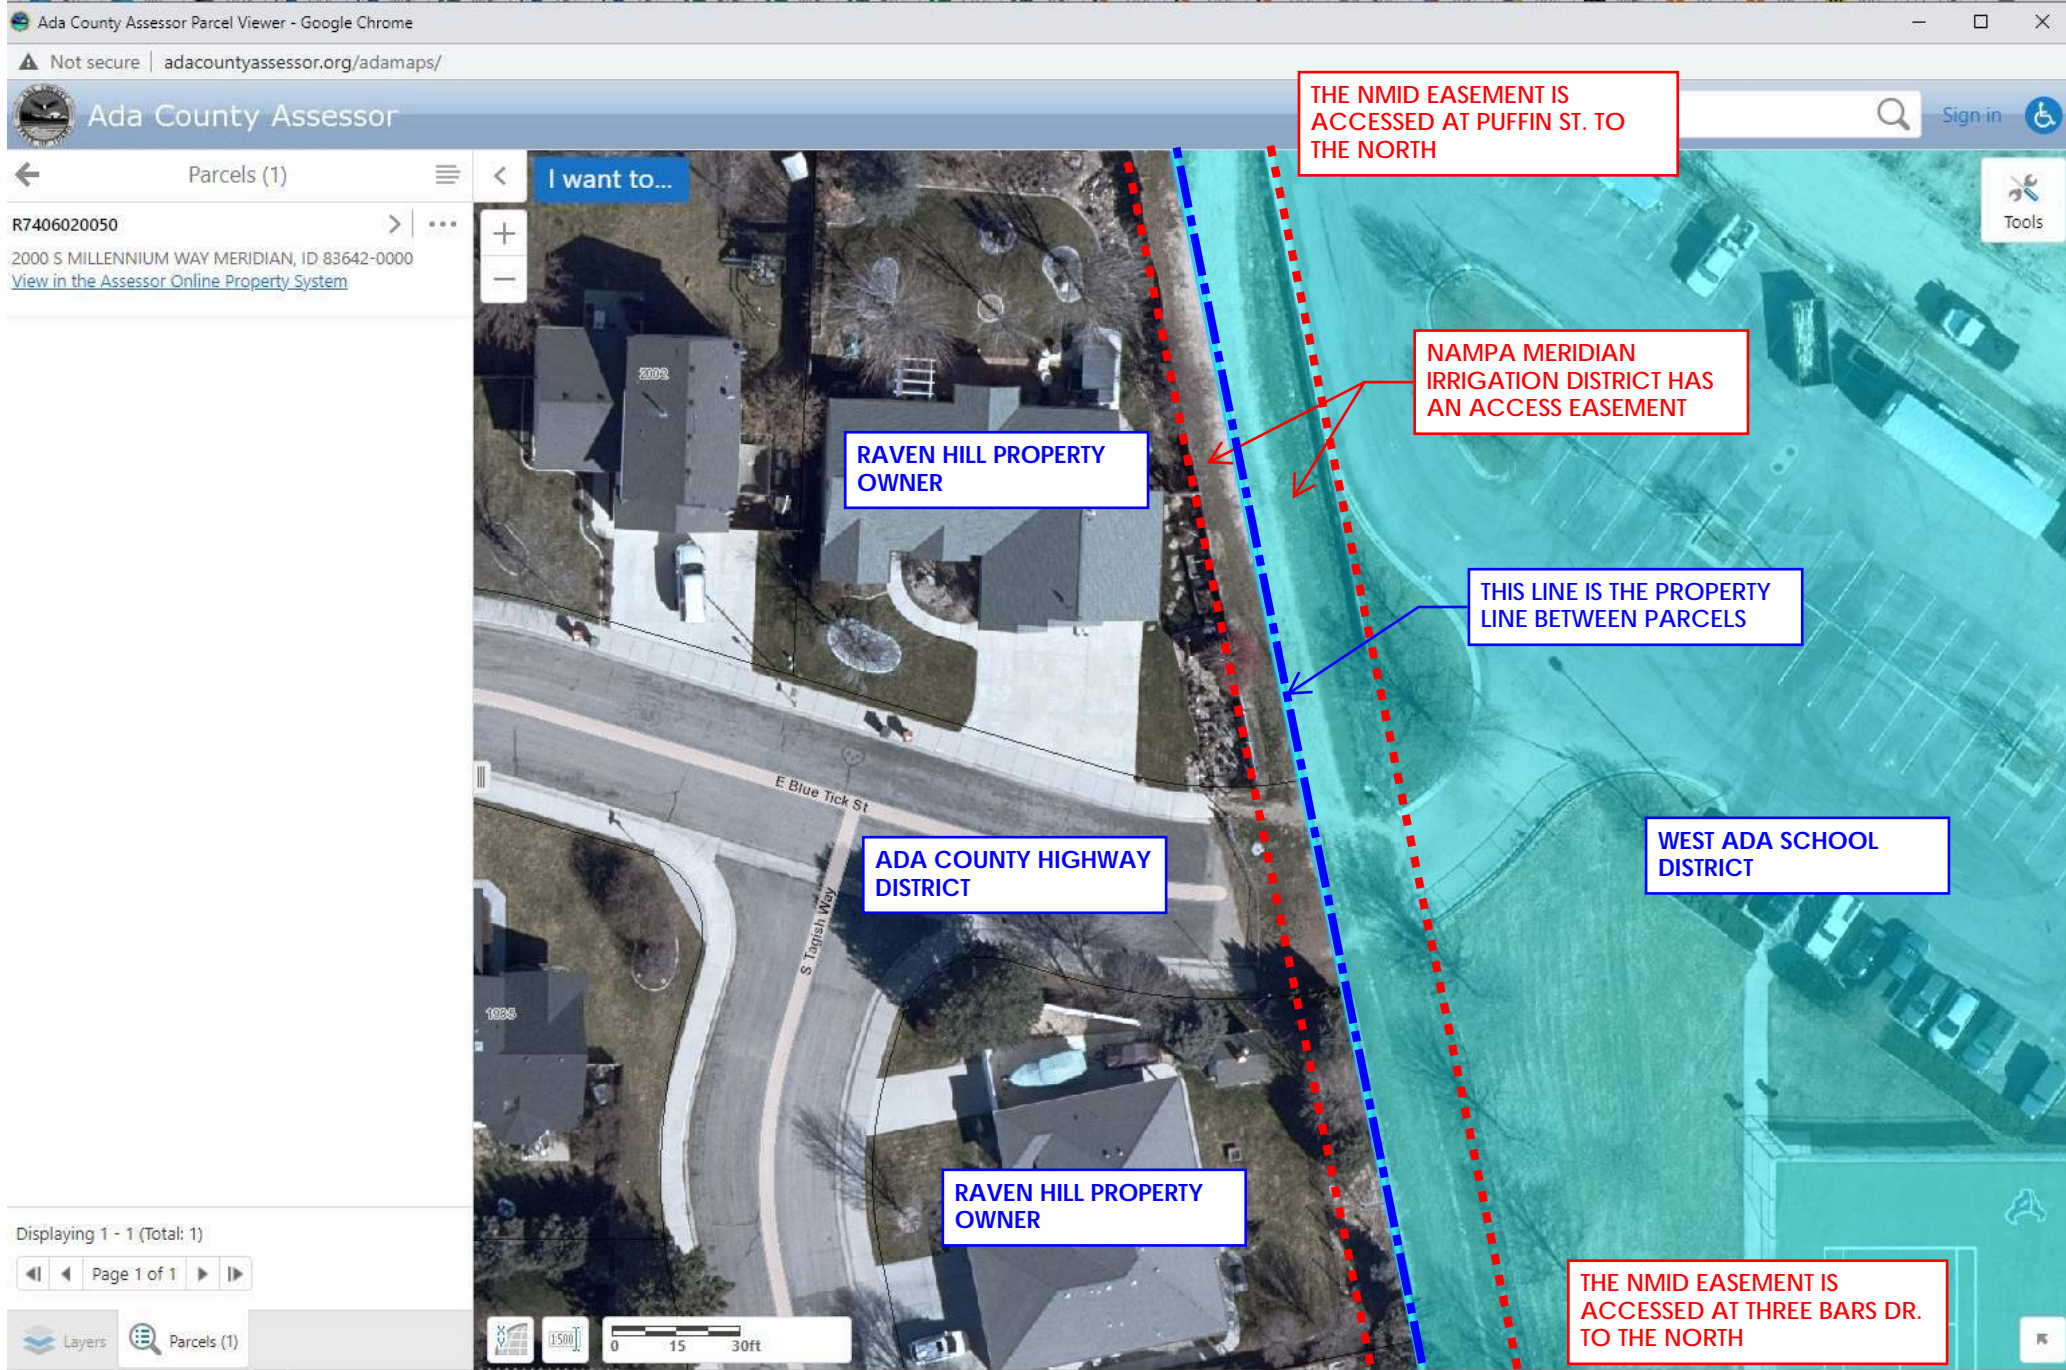 Ada County Assessor Parcel Viewer - Google Chrome
Not secure | adacountyassessor.org/adamaps/
Ada County Assessor
Sign in
THE NMID EASEMENT IS
ACCESSED AT PUFFIN ST. TO
THE NORTH
Parcels (1)
I want to...
Tools
R7406020050
2000 S MILLENNIUM WAY MERIDIAN, ID 83642-0000
View in the Assessor Online Property System
NAMPA MERIDIAN
IRRIGATION DISTRICT HAS
AN ACCESS EASEMENT
2002
RAVEN HILL PROPERTY
OWNER
THIS LINE IS THE PROPERTY
LINE BETWEEN PARCELS
E Blue Tick St
ADA COUNTY HIGHWAY
DISTRICT
WEST ADA SCHOOL
DISTRICT
S Tagish Way
1985
RAVEN HILL PROPERTY
OWNER
THE NMID EASEMENT IS
ACCESSED AT THREE BARS DR.
TO THE NORTH
Displaying 1 - 1 (Total: 1)
Page 1 of 1
Layers
Parcels (1)
1:500
0 15 30ft